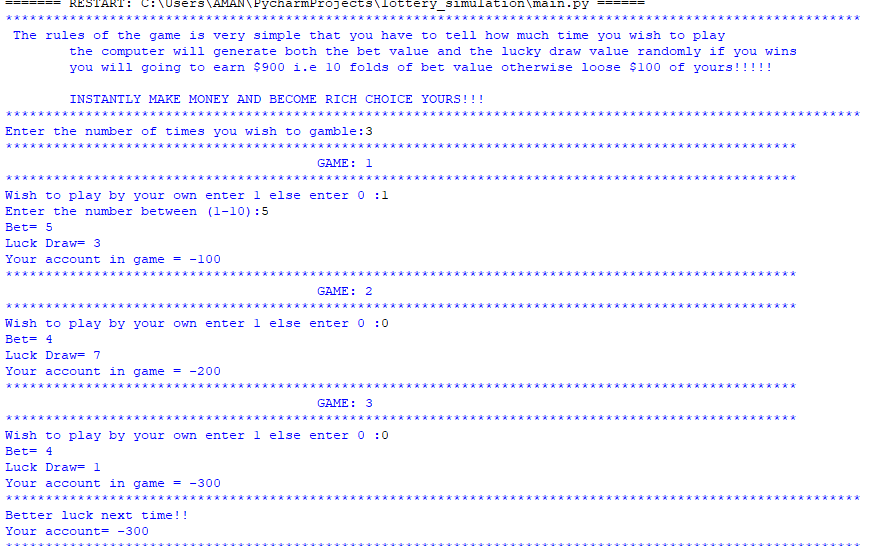 ======= RESTART: C:\Users\AMAN\PycharmProjects\lottery_simulation\main.py ======
***********************************************************************************************************
The rules of the game is very simple that you have to tell how much time you wish to play
the computer will generate both the bet value and the lucky draw value randomly if you wins
you will going to earn $900 i.e 10 folds of bet value otherwise loose $100 of yours!!!!!
INSTANTLY MAKE MONEY AND BECOME RICH CHOICE YOURS!!!
***********************************************************************************************************
Enter the number of times you wish to gamble:3
***************************************************************************************************
GAME: 1
***************************************************************************************************
Wish to play by your own enter 1 else enter 0 :1
Enter the number between (1-10):5
Bet= 5
Luck Draw= 3
Your account in game = -100
***************************************************************************************************
GAME: 2
***************************************************************************************************
Wish to play by your own enter 1 else enter 0 :0
Bet= 4
Luck Draw= 7
Your account in game = -200
***************************************************************************************************
GAME: 3
***************************************************************************************************
Wish to play by your own enter 1 else enter 0 :0
Bet= 4
Luck Draw= 1
Your account in game = -300
***********************************************************************************************************
Better luck next time!!
Your account= -300
***********************************************************************************************************